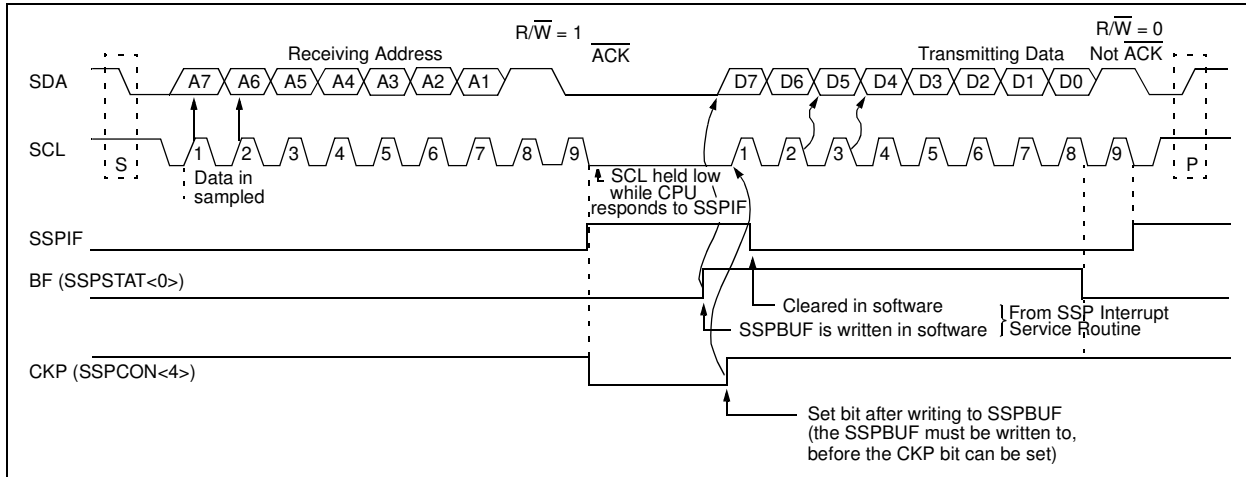 R/W = 1
R/W = 0
Receiving Address
ACK
Transmitting Data
Not ACK
SDA
A7 A6 A5 A4 A3 A2 A1
D7 D6 D5 D4 D3 D2 D1 D0
SCL
S
1 2 3 4 5 6 7 8 9
1 2 3 4 5 6 7 8 9
P
Data in
sampled
SCL held low
while CPU
responds to SSPIF
SSPIF
BF (SSPSTAT<0>)
Cleared in software
SSPBUF is written in software
From SSP Interrupt
Service Routine
CKP (SSPCON<4>)
Set bit after writing to SSPBUF
(the SSPBUF must be written to,
before the CKP bit can be set)